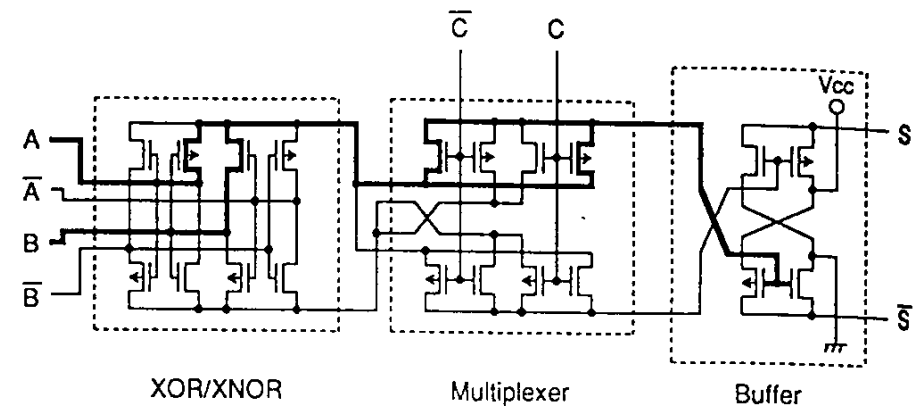 C̅ C
Vcc
A
A̅
B
B̅
S
S̅
XOR/XNOR Multiplexer Buffer